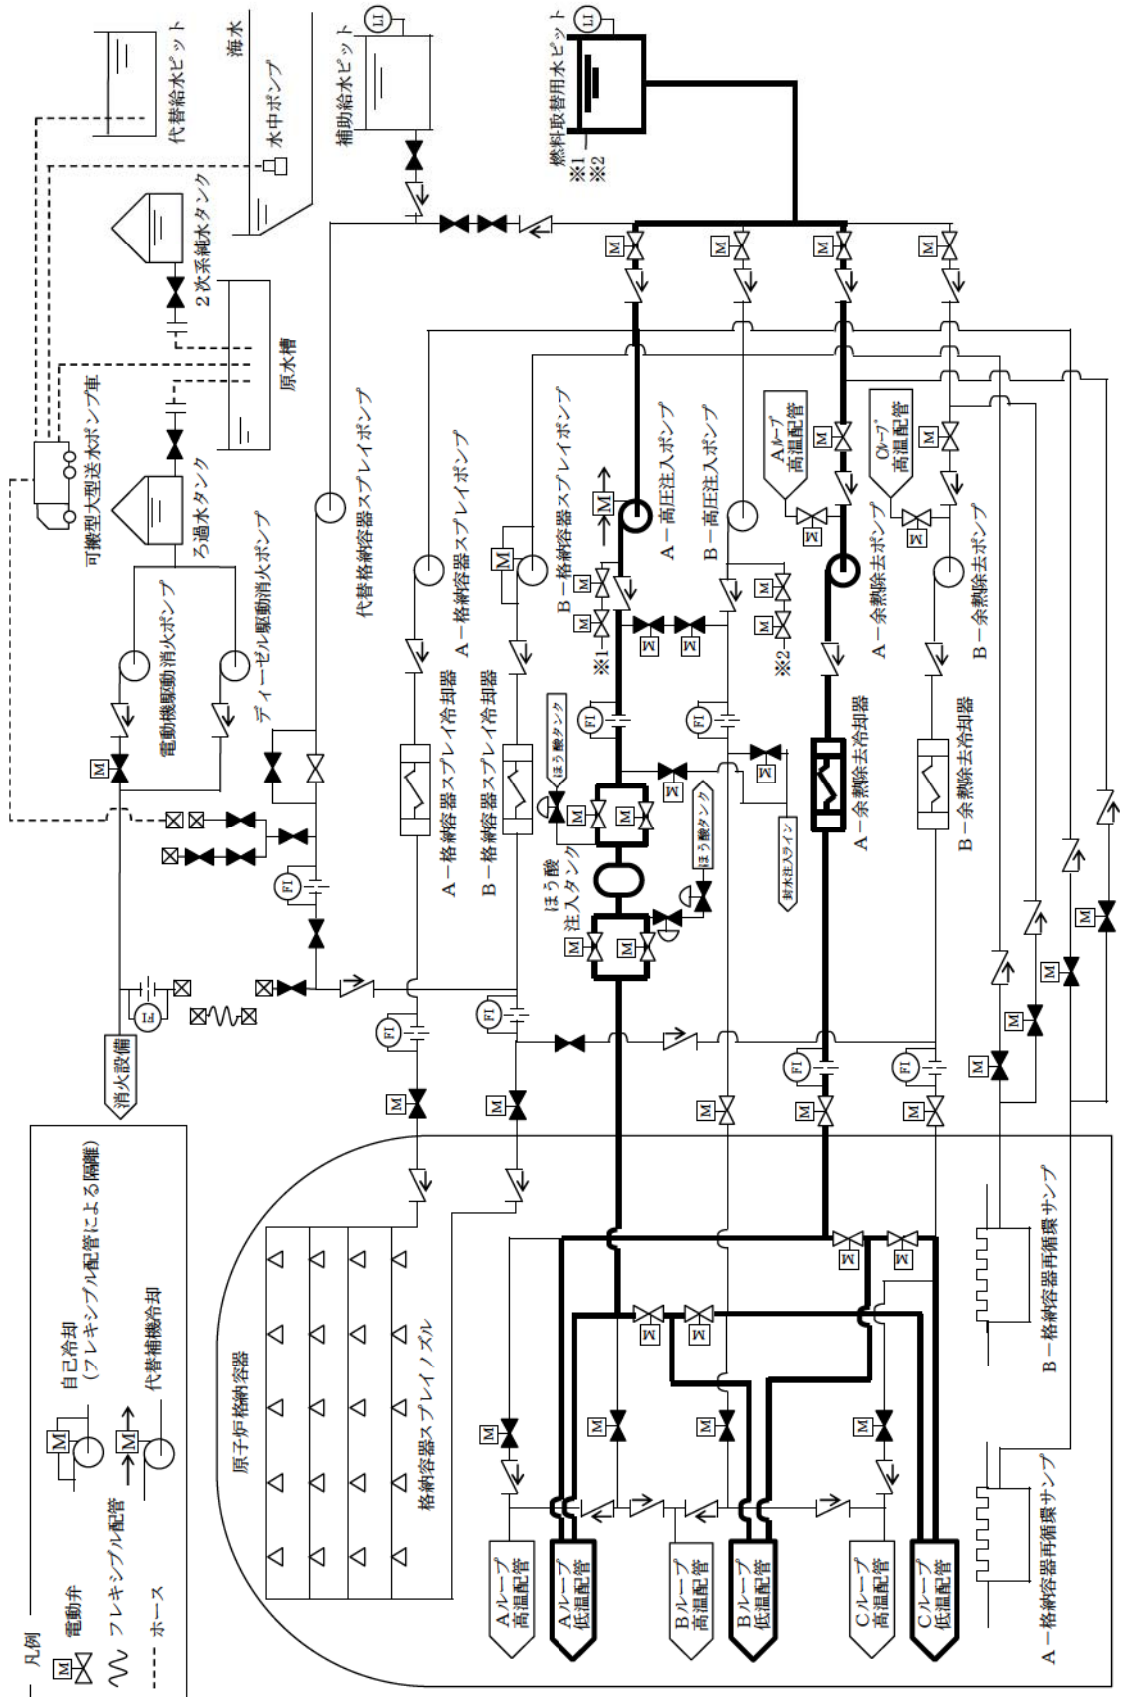 凡例
電動弁
フレキシブル配管
ホース
自己冷却
(フレキシブル配管による隔離)
代替補機冷却
代替給水ピット
海水
水中ポンプ
補助給水ピット
LI
燃料取替用水ピット
※1
※2
LI
2次系純水タンク
原水槽
可搬型大型送水ポンプ車
ろ過水タンク
電動機駆動消火ポンプ
ディーゼル駆動消火ポンプ
消火設備
FI
FI
代替格納容器スプレイポンプ
A-格納容器スプレイポンプ
B-格納容器スプレイポンプ
A-高圧注入ポンプ
B-高圧注入ポンプ
Aループ
高温配管
Cループ
高温配管
A-余熱除去ポンプ
B-余熱除去ポンプ
A-格納容器スプレイ冷却器
B-格納容器スプレイ冷却器
※1
※2
ほう酸タンク
ほう酸タンク
ほう酸
注入タンク
封水注入ライン
A-余熱除去冷却器
B-余熱除去冷却器
FI
FI
FI
FI
FI
FI
M
原子炉格納容器
格納容器スプレイノズル
Aループ
高温配管
Aループ
低温配管
Bループ
高温配管
Bループ
低温配管
Cループ
高温配管
Cループ
低温配管
A-格納容器再循環サンプ
B-格納容器再循環サンプ